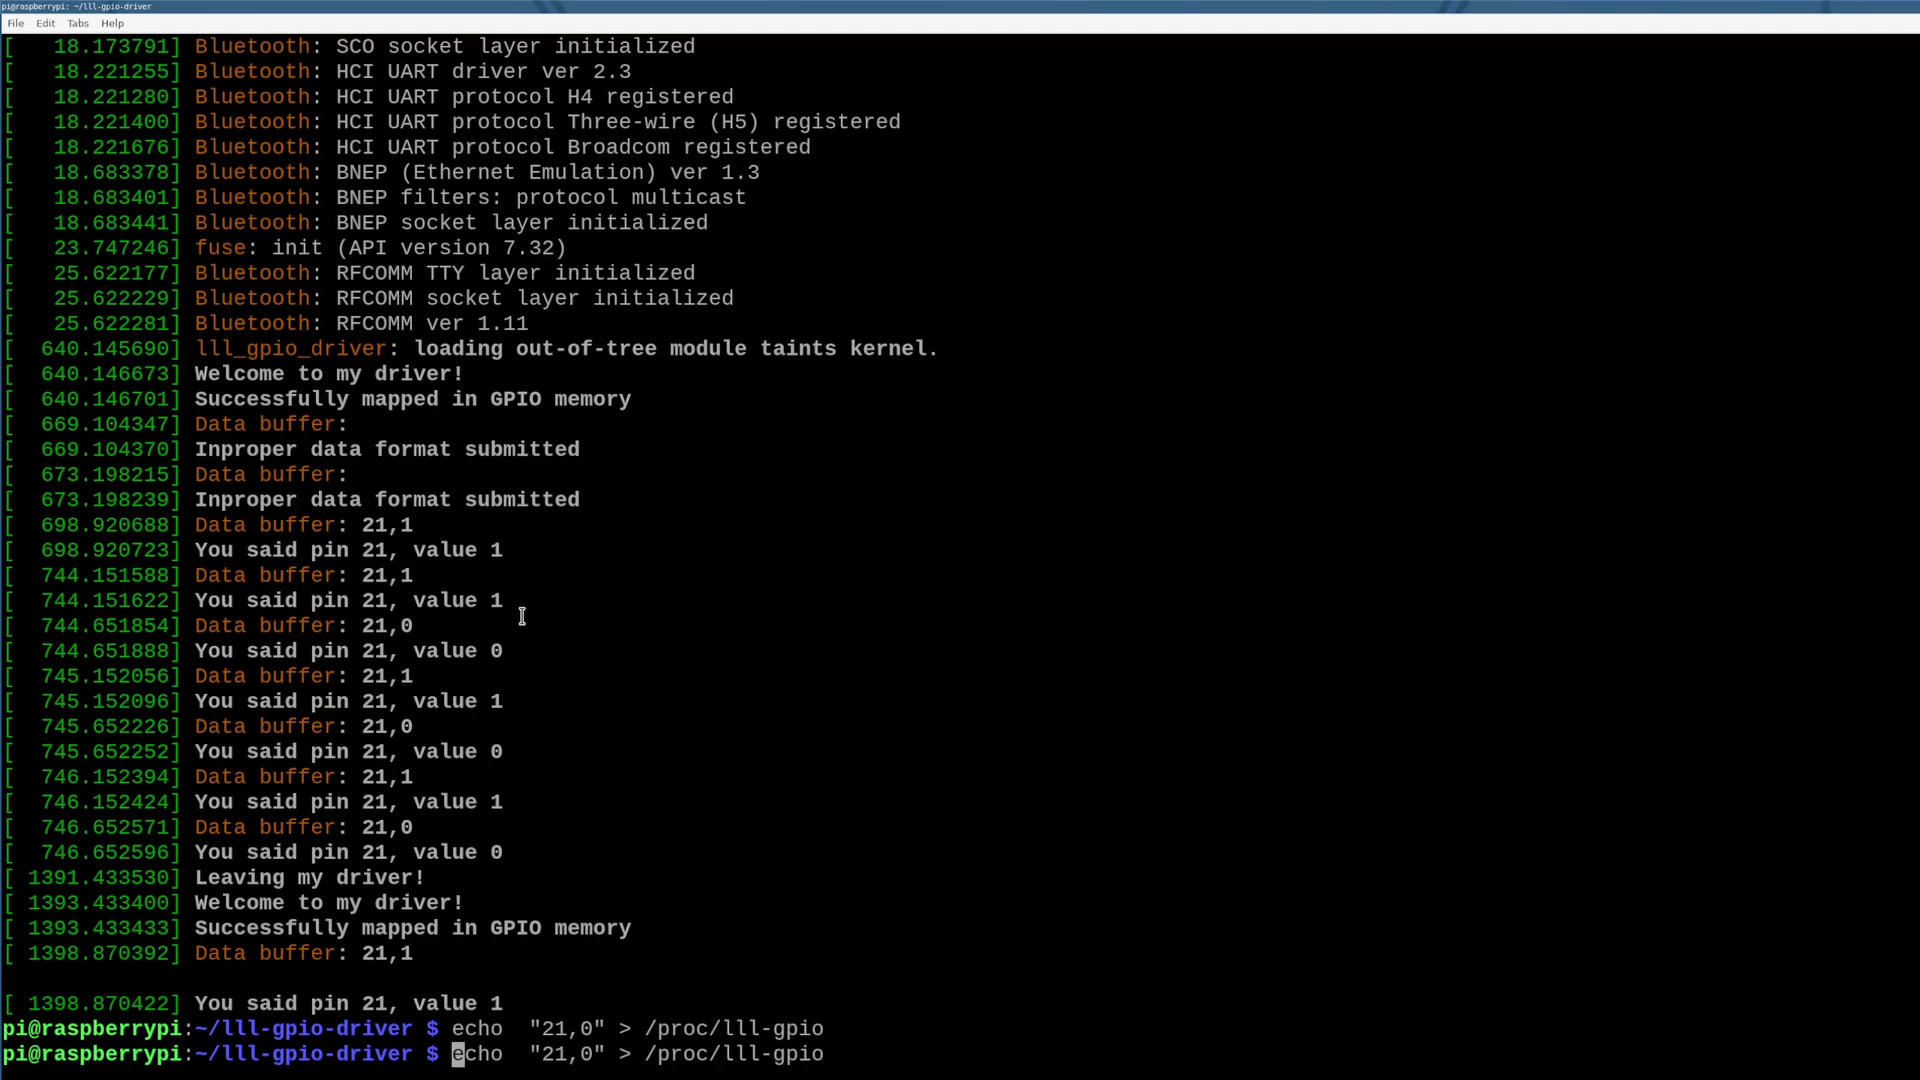 pi@raspberrypi: ~/lll-gpio-driver
File Edit Tabs Help
[   18.173791] Bluetooth: SCO socket layer initialized
[   18.221255] Bluetooth: HCI UART driver ver 2.3
[   18.221280] Bluetooth: HCI UART protocol H4 registered
[   18.221400] Bluetooth: HCI UART protocol Three-wire (H5) registered
[   18.221676] Bluetooth: HCI UART protocol Broadcom registered
[   18.683378] Bluetooth: BNEP (Ethernet Emulation) ver 1.3
[   18.683401] Bluetooth: BNEP filters: protocol multicast
[   18.683441] Bluetooth: BNEP socket layer initialized
[   23.747246] fuse: init (API version 7.32)
[   25.622177] Bluetooth: RFCOMM TTY layer initialized
[   25.622229] Bluetooth: RFCOMM socket layer initialized
[   25.622281] Bluetooth: RFCOMM ver 1.11
[  640.145690] lll_gpio_driver: loading out-of-tree module taints kernel.
[  640.146673] Welcome to my driver!
[  640.146701] Successfully mapped in GPIO memory
[  669.104347] Data buffer:
[  669.104370] Inproper data format submitted
[  673.198215] Data buffer:
[  673.198239] Inproper data format submitted
[  698.920688] Data buffer: 21,1
[  698.920723] You said pin 21, value 1
[  744.151588] Data buffer: 21,1
[  744.151622] You said pin 21, value 1
[  744.651854] Data buffer: 21,0
[  744.651888] You said pin 21, value 0
[  745.152056] Data buffer: 21,1
[  745.152096] You said pin 21, value 1
[  745.652226] Data buffer: 21,0
[  745.652252] You said pin 21, value 0
[  746.152394] Data buffer: 21,1
[  746.152424] You said pin 21, value 1
[  746.652571] Data buffer: 21,0
[  746.652596] You said pin 21, value 0
[ 1391.433530] Leaving my driver!
[ 1393.433400] Welcome to my driver!
[ 1393.433433] Successfully mapped in GPIO memory
[ 1398.870392] Data buffer: 21,1
[ 1398.870422] You said pin 21, value 1
pi@raspberrypi:~/lll-gpio-driver $ echo  "21,0" > /proc/lll-gpio
pi@raspberrypi:~/lll-gpio-driver $ echo  "21,0" > /proc/lll-gpio